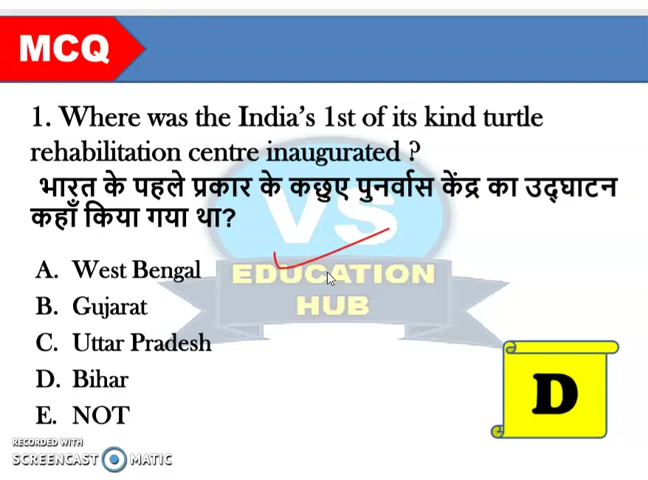 MCQ
1. Where was the India's 1st of its kind turtle
rehabilitation centre inaugurated ?
भारत के पहले प्रकार के कछुए पुनर्वास केंद्र का उद्घाटन
कहाँ किया गया था?
VS
EDUCATION
HUB
A. West Bengal
B. Gujarat
C. Uttar Pradesh
D. Bihar
E. NOT
D
RECORDED WITH
SCREENCAST MATIC